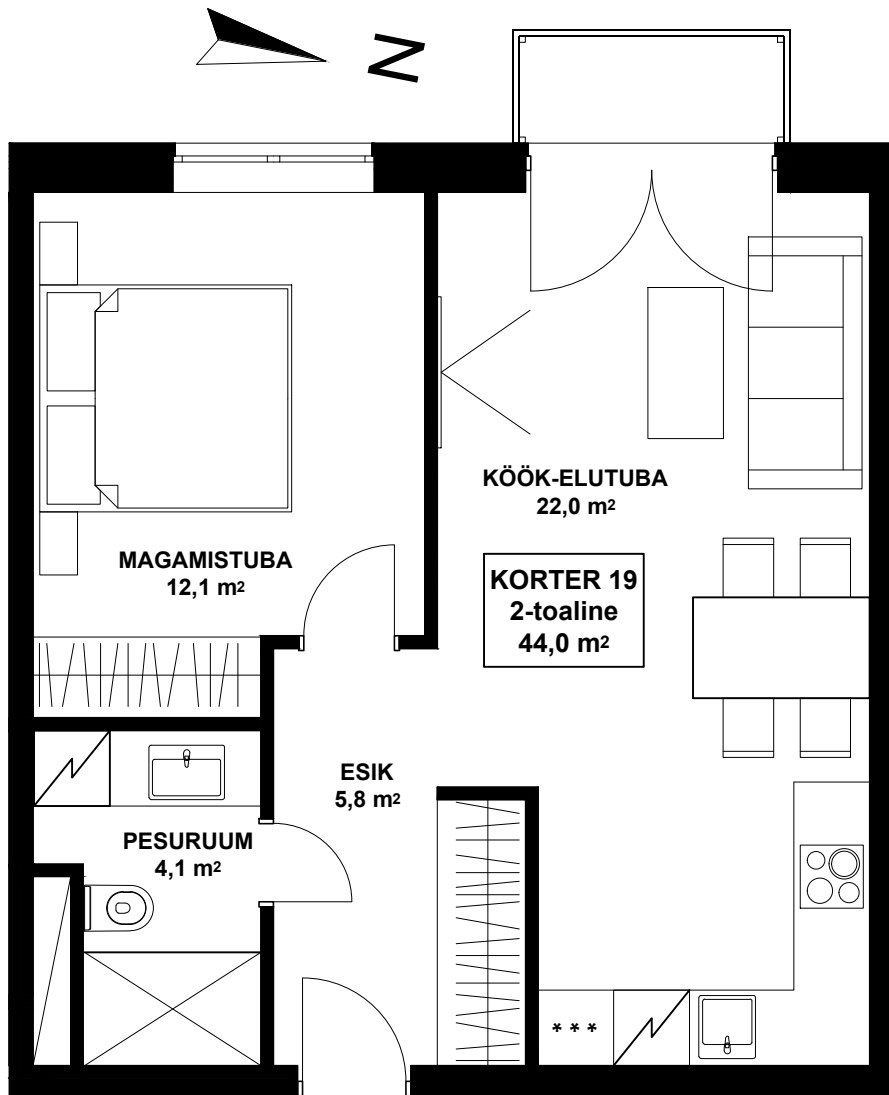 N
KÖÖK-ELUTUBA
22,0 m²
MAGAMISTUBA
12,1 m²
KORTER 19
2-toaline
44,0 m²
ESIK
5,8 m²
PESURUUM
4,1 m²
***